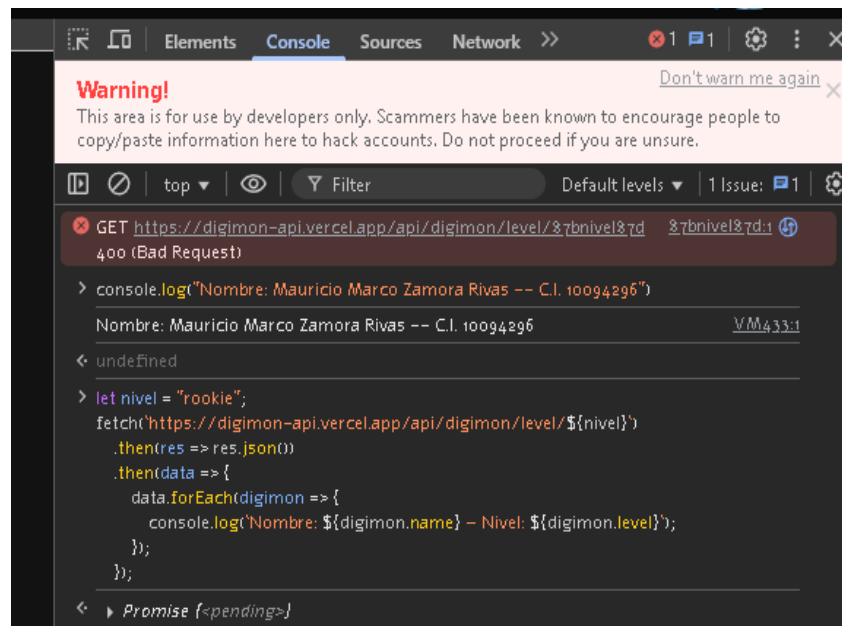 Elements Console Sources Network >> 1 1
Warning! Don't warn me again
This area is for use by developers only. Scammers have been known to encourage people to
copy/paste information here to hack accounts. Do not proceed if you are unsure.
top ▾ Filter Default levels ▾ 1 Issue: 1
GET https://digimon-api.vercel.app/api/digimon/level/$7bnivel$7d $7bnivel$7d:1
400 (Bad Request)
> console.log("Nombre: Mauricio Marco Zamora Rivas -- C.I. 10094296")
Nombre: Mauricio Marco Zamora Rivas -- C.I. 10094296 VM433:1
undefined
> let nivel = "rookie";
fetch(`https://digimon-api.vercel.app/api/digimon/level/${nivel}`)
.then(res => res.json())
.then(data => {
data.forEach(digimon => {
console.log(`Nombre: ${digimon.name} – Nivel: ${digimon.level}`);
});
});
Promise {<pending>}